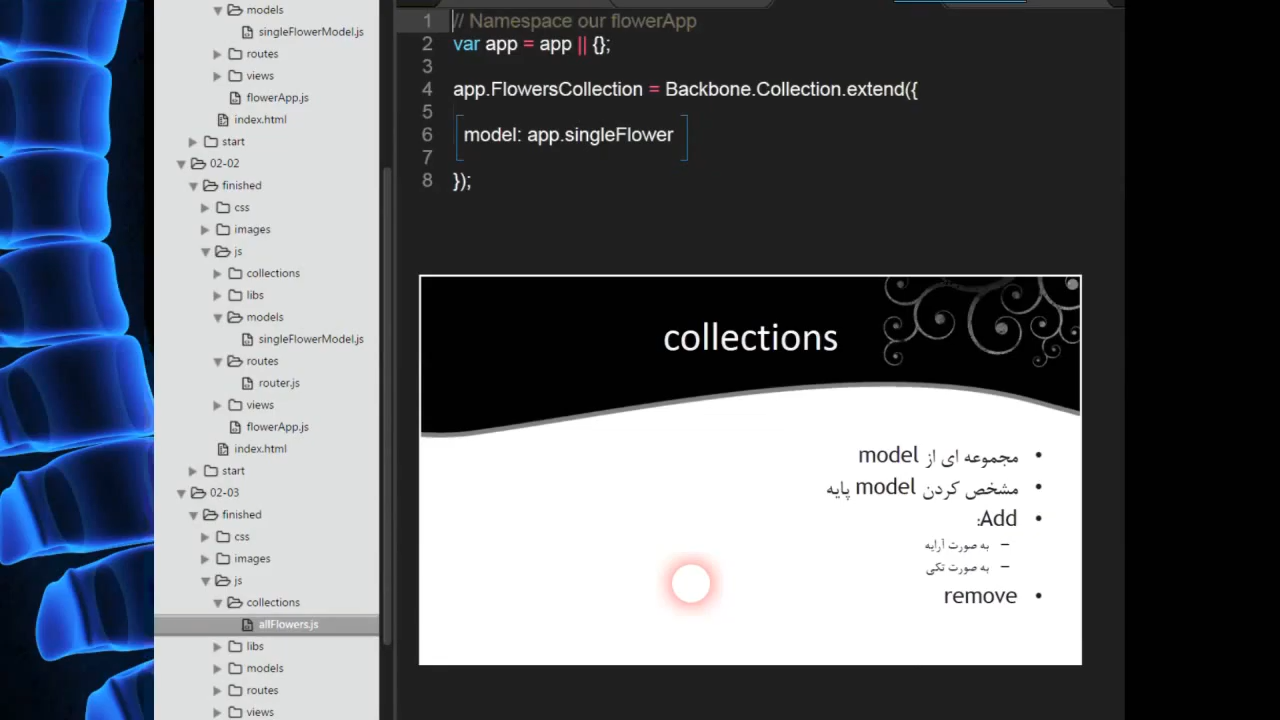 models
singleFlowerModel.js
routes
views
flowerApp.js
index.html
start
02-02
finished
css
images
js
collections
libs
models
singleFlowerModel.js
routes
router.js
views
flowerApp.js
index.html
start
02-03
finished
css
images
js
collections
allFlowers.js
libs
models
routes
views
1 // Namespace our flowerApp
2 var app = app || {};
3
4 app.FlowersCollection = Backbone.Collection.extend({
5
6 model: app.singleFlower
7
8 });
collections
• مجموعه ای از model
• مشخص کردن model پایه
• Add:
– به صورت آرایه
– به صورت تکی
• remove